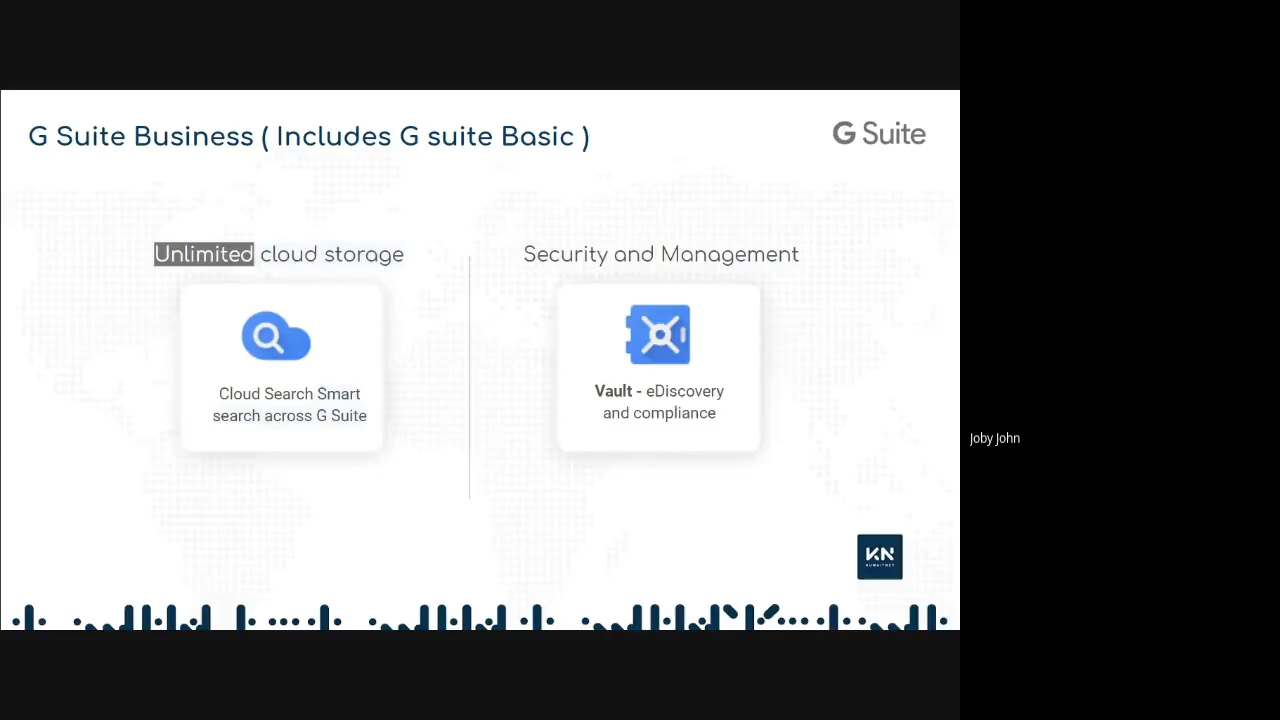 G Suite Business ( Includes G suite Basic )
G Suite
Unlimited cloud storage
Cloud Search Smart
search across G Suite
Security and Management
Vault - eDiscovery
and compliance
Joby John
KN
KUWAITNET